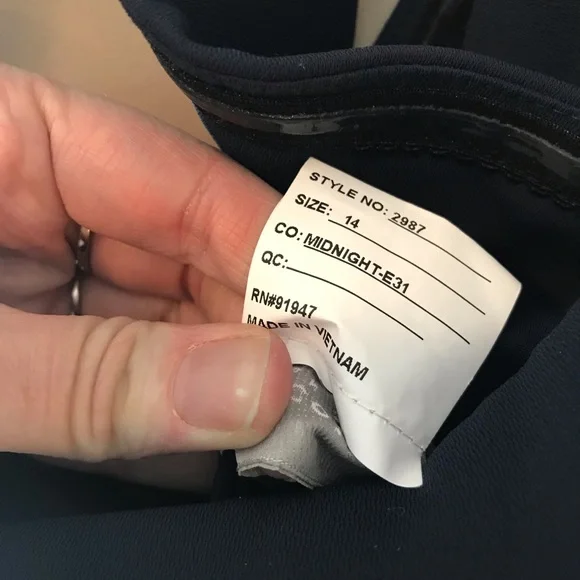 STYLE NO: 2987
SIZE: 14
CO: MIDNIGHT-E31
QC:
RN#91947
MADE IN VIETNAM